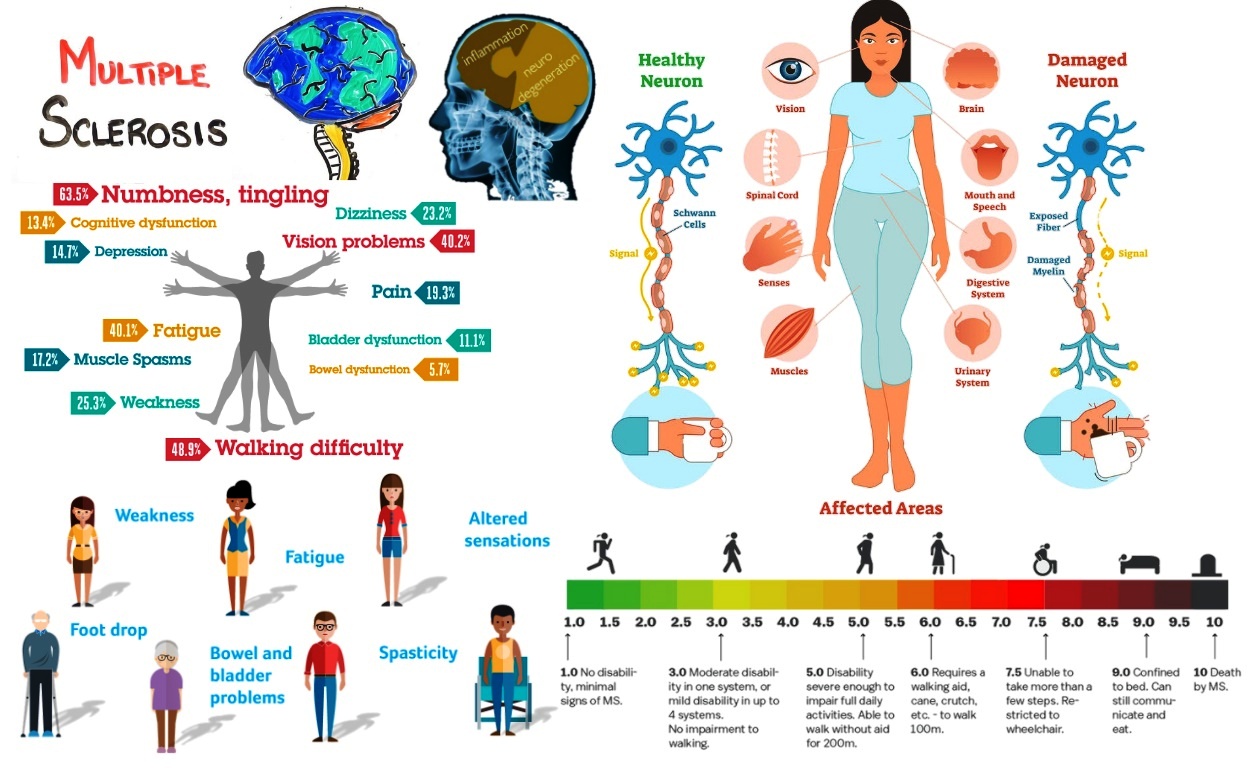 MULTIPLE
SCLEROSIS
inflammation
neuro
degeneration
63.5% Numbness, tingling
13.4% Cognitive dysfunction
14.7% Depression
Dizziness 23.2%
Vision problems 40.2%
Pain 19.3%
40.1% Fatigue
17.2% Muscle Spasms
Bladder dysfunction 11.1%
Bowel dysfunction 5.7%
25.3% Weakness
48.9% Walking difficulty
Healthy
Neuron
Schwann
Cells
Signal
Vision
Spinal Cord
Senses
Muscles
Brain
Mouth and
Speech
Digestive
System
Urinary
System
Damaged
Neuron
Exposed
Fiber
Damaged
Myelin
Signal
Affected Areas
Weakness
Fatigue
Altered
sensations
Foot drop
Bowel and
bladder
problems
Spasticity
1.0 1.5 2.0 2.5 3.0 3.5 4.0 4.5 5.0 5.5 6.0 6.5 7.0 7.5 8.0 8.5 9.0 9.5 10
1.0 No disabili-
ty, minimal
signs of MS.
3.0 Moderate disabil-
ity in one system, or
mild disability in up to
4 systems.
No impairment to
walking.
5.0 Disability
severe enough to
impair full daily
activities. Able to
walk without aid
for 200m.
6.0 Requires a
walking aid,
cane, crutch,
etc. - to walk
100m.
7.5 Unable to
take more than a
few steps. Re-
stricted to
wheelchair.
9.0 Confined
to bed. Can
still commu-
nicate and
eat.
10 Death
by MS.